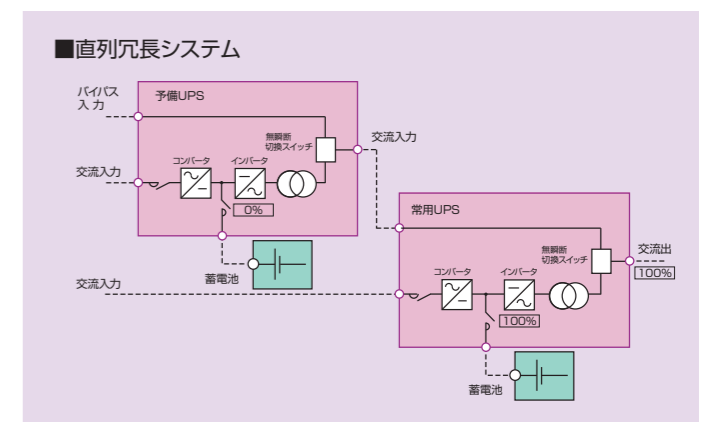 ■直列冗長システム
バイパス
入 力
予備UPS
無瞬断
切換スイッチ
交流入力
交流入力
コンバータ
インバータ
0%
蓄電池
常用UPS
無瞬断
切換スイッチ
交流出
100%
コンバータ
インバータ
交流入力
100%
蓄電池